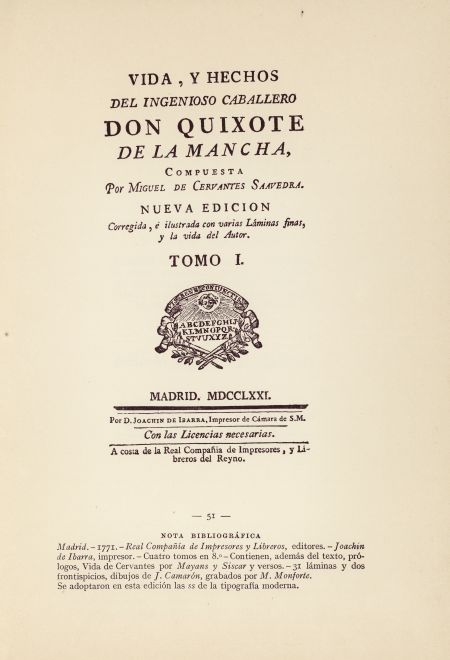 VIDA , Y HECHOS
DEL INGENIOSO CABALLERO
DON QUIXOTE
DE LA MANCHA,
COMPUESTA
Por MIGUEL DE CERVANTES SAAVEDRA.
NUEVA EDICION
Corregida, é ilustrada con varias Láminas finas,
y la vida del Autor.
TOMO I.
ABCDEFGHIJ
KLMNOPQR
STVUXYZ
MADRID. MDCCLXXI.
Por D. JOACHIN DE IBARRA, Impresor de Cámara de S.M.
Con las Licencias necesarias.
A costa de la Real Compañia de Impresores, y Li-
breros del Reyno.
— 51 —
NOTA BIBLIOGRÁFICA
Madrid. – 1771. – Real Compañía de Impresores y Libreros, editores. – Joachin
de Ibarra, impresor. – Cuatro tomos en 8.º – Contienen, además del texto, pró-
logos, Vida de Cervantes por Mayans y Siscar y versos. – 31 láminas y dos
frontispicios, dibujos de J. Camarón, grabados por M. Monforte.
Se adoptaron en esta edición las ss de la tipografía moderna.